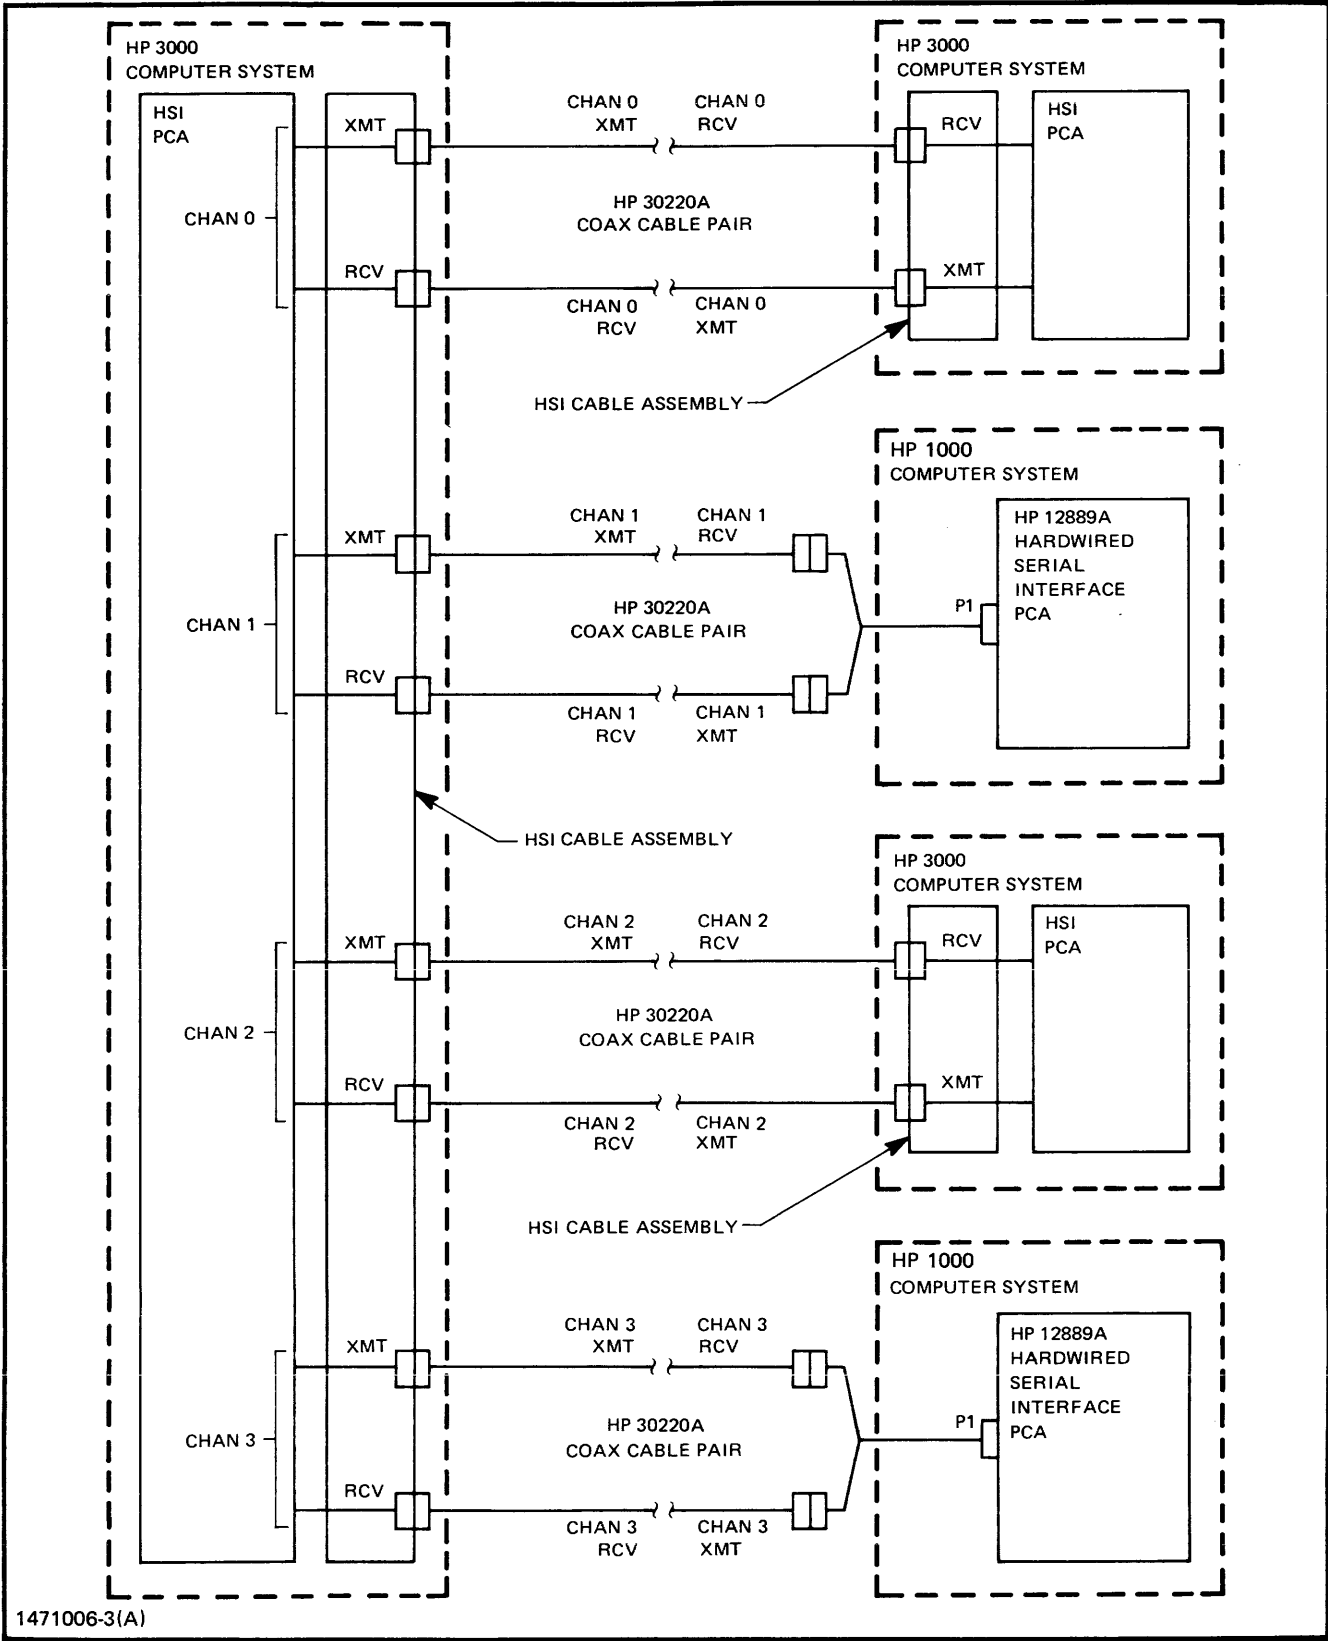 HP 3000
COMPUTER SYSTEM
HSI
PCA
XMT
CHAN 0
RCV
CHAN 0
XMT
CHAN 0
RCV
HP 30220A
COAX CABLE PAIR
CHAN 0
RCV
CHAN 0
XMT
HP 3000
COMPUTER SYSTEM
RCV
XMT
HSI
PCA
HSI CABLE ASSEMBLY
XMT
CHAN 1
RCV
CHAN 1
XMT
CHAN 1
RCV
HP 30220A
COAX CABLE PAIR
CHAN 1
RCV
CHAN 1
XMT
HP 1000
COMPUTER SYSTEM
P1
HP 12889A
HARDWIRED
SERIAL
INTERFACE
PCA
HSI CABLE ASSEMBLY
XMT
CHAN 2
RCV
CHAN 2
XMT
CHAN 2
RCV
HP 30220A
COAX CABLE PAIR
CHAN 2
RCV
CHAN 2
XMT
HP 3000
COMPUTER SYSTEM
RCV
XMT
HSI
PCA
HSI CABLE ASSEMBLY
XMT
CHAN 3
RCV
CHAN 3
XMT
CHAN 3
RCV
HP 30220A
COAX CABLE PAIR
CHAN 3
RCV
CHAN 3
XMT
HP 1000
COMPUTER SYSTEM
P1
HP 12889A
HARDWIRED
SERIAL
INTERFACE
PCA
1471006-3(A)